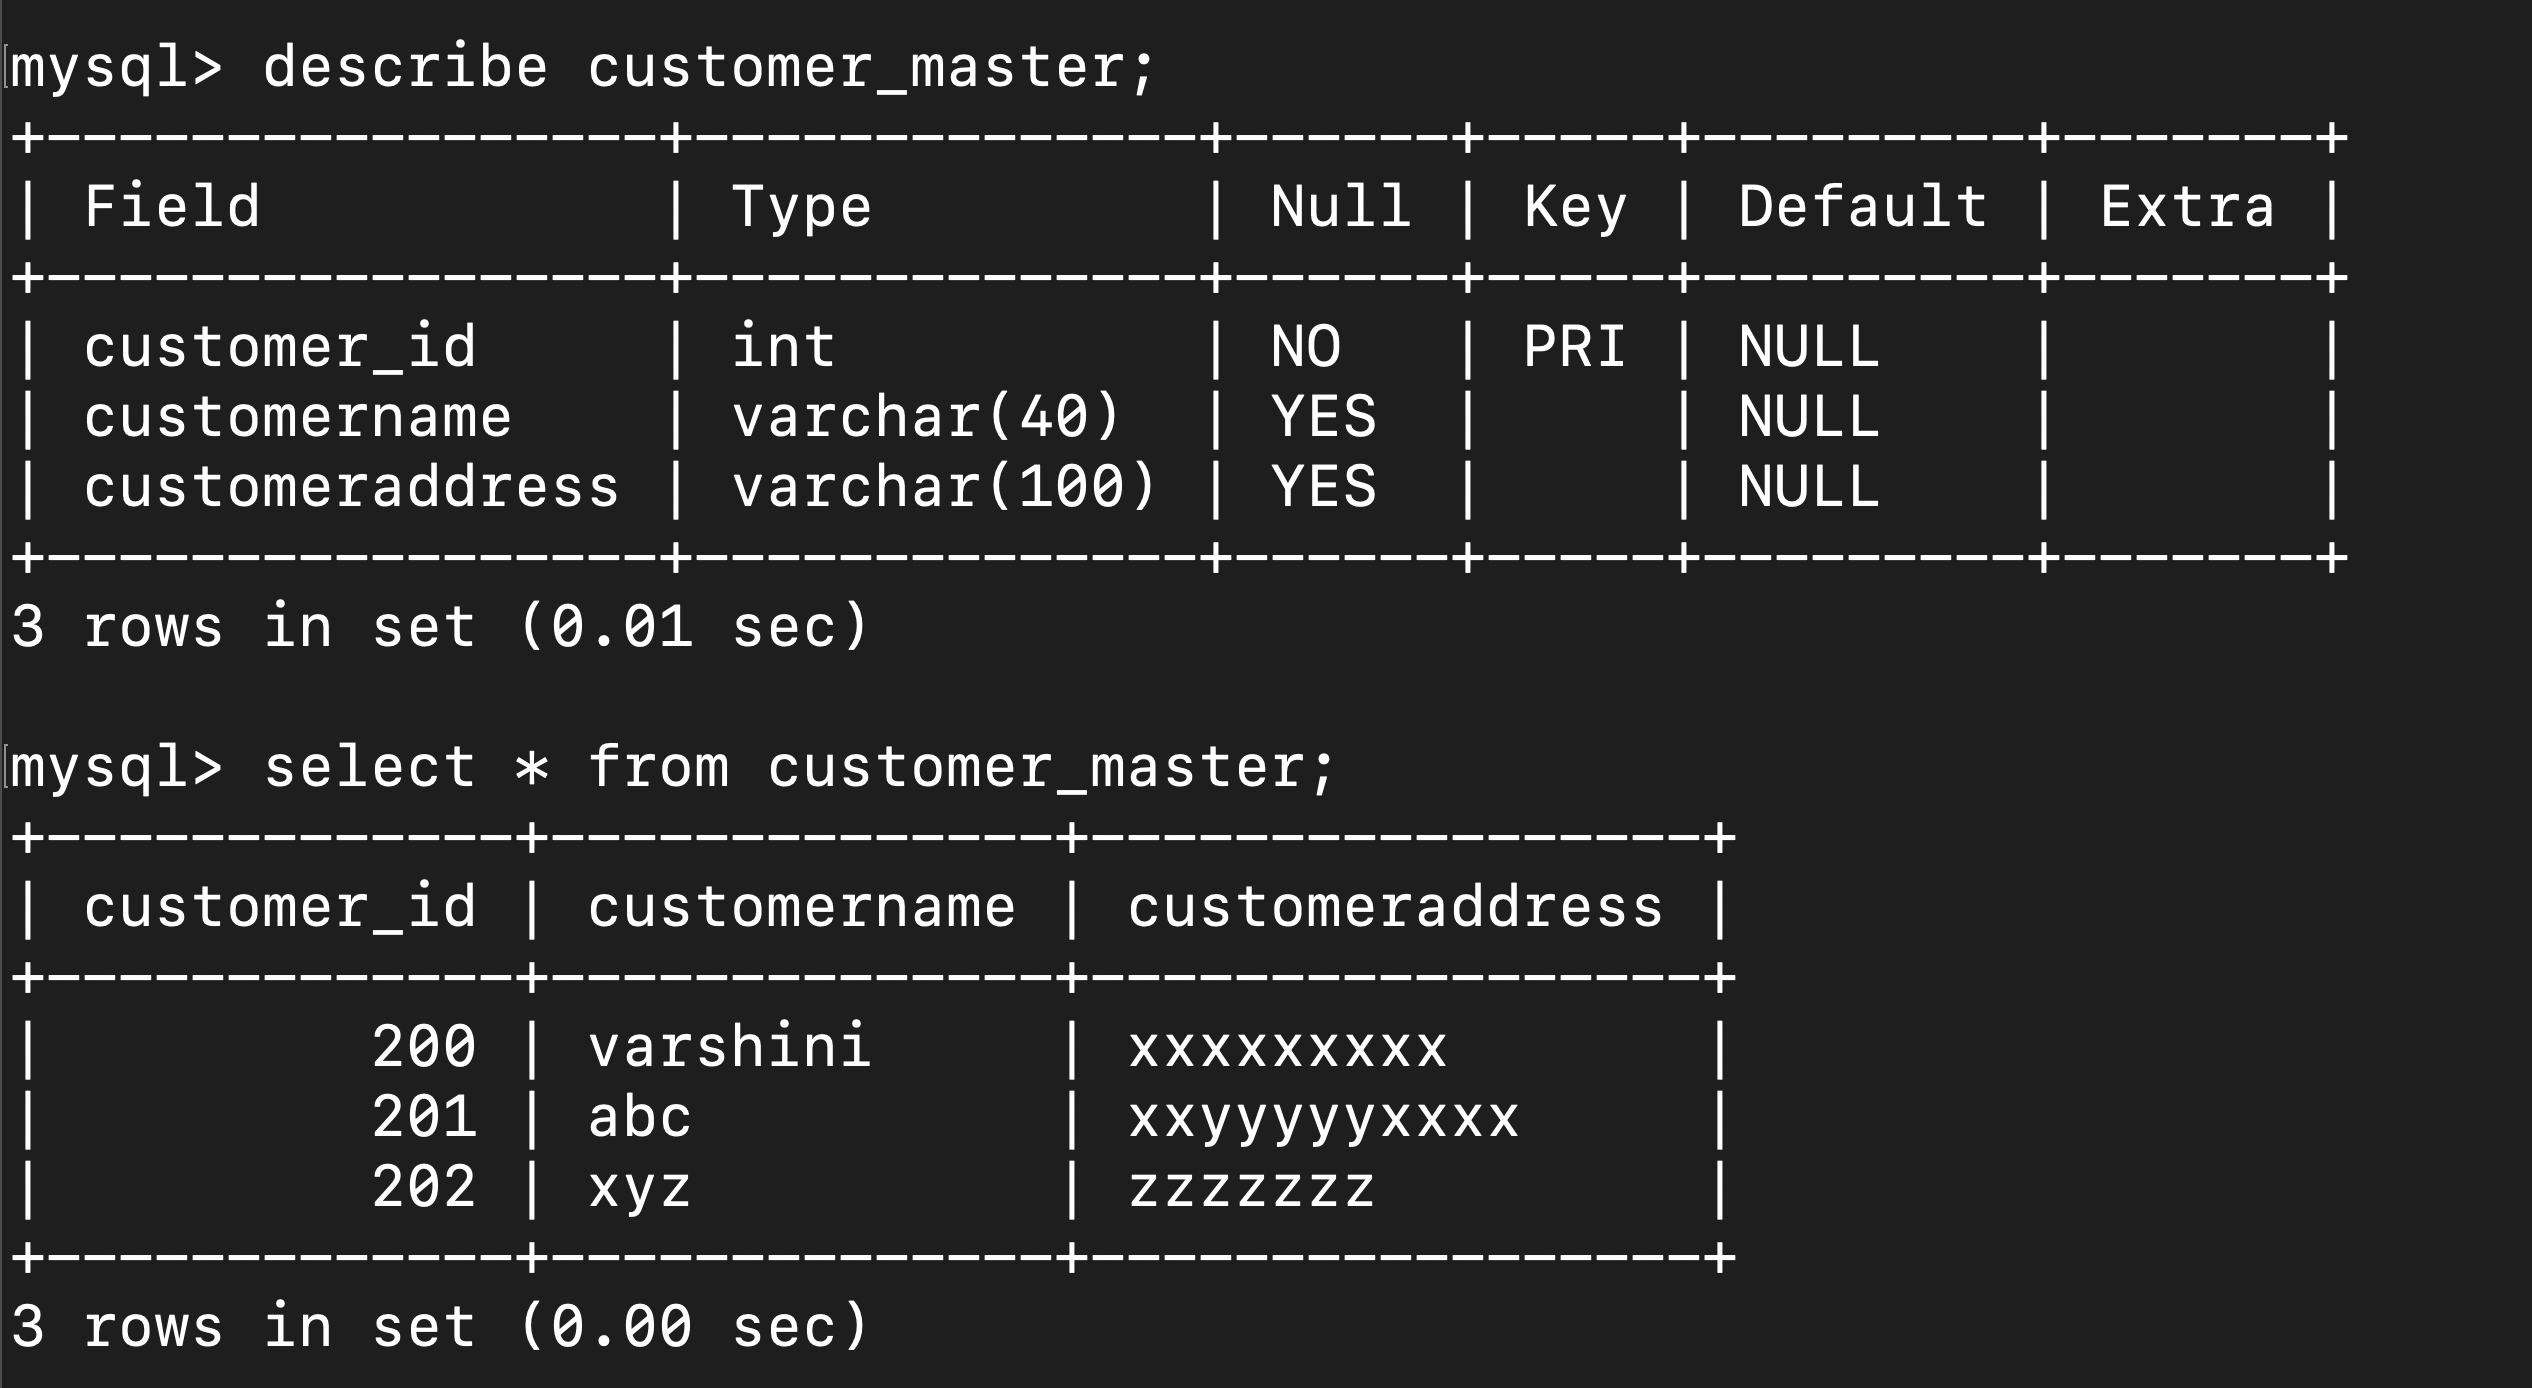 mysql> describe customer_master;
+-----------------+--------------+------+-----+---------+-------+
| Field           | Type         | Null | Key | Default | Extra |
+-----------------+--------------+------+-----+---------+-------+
| customer_id     | int          | NO   | PRI | NULL    |       |
| customername    | varchar(40)  | YES  |     | NULL    |       |
| customeraddress | varchar(100) | YES  |     | NULL    |       |
+-----------------+--------------+------+-----+---------+-------+
3 rows in set (0.01 sec)

mysql> select * from customer_master;
+-------------+--------------+-----------------+
| customer_id | customername | customeraddress |
+-------------+--------------+-----------------+
|         200 | varshini     | xxxxxxxxx       |
|         201 | abc          | xxyyyyyxxxx     |
|         202 | xyz          | zzzzzzz         |
+-------------+--------------+-----------------+
3 rows in set (0.00 sec)